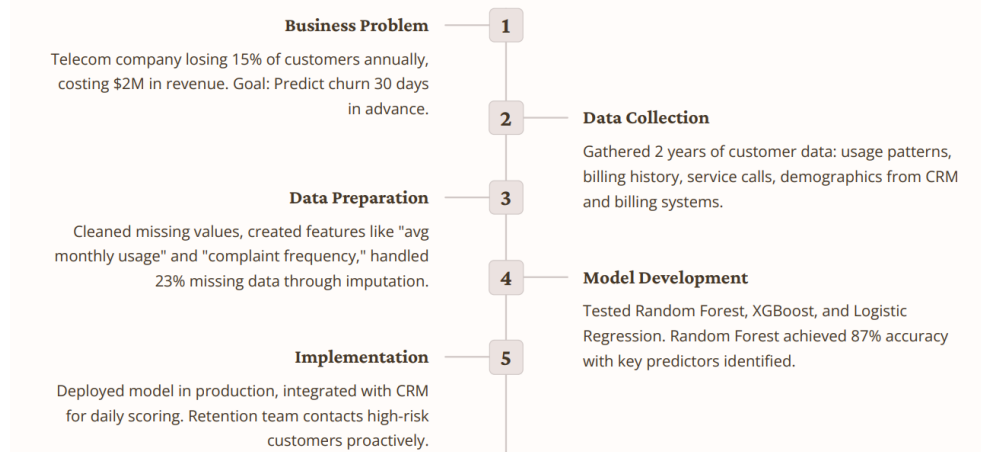 Business Problem
1
Telecom company losing 15% of customers annually,
costing $2M in revenue. Goal: Predict churn 30 days
in advance.
2
Data Collection
Gathered 2 years of customer data: usage patterns,
billing history, service calls, demographics from CRM
and billing systems.
Data Preparation
3
Cleaned missing values, created features like "avg
monthly usage" and "complaint frequency," handled
23% missing data through imputation.
4
Model Development
Tested Random Forest, XGBoost, and Logistic
Regression. Random Forest achieved 87% accuracy
with key predictors identified.
Implementation
5
Deployed model in production, integrated with CRM
for daily scoring. Retention team contacts high-risk
customers proactively.